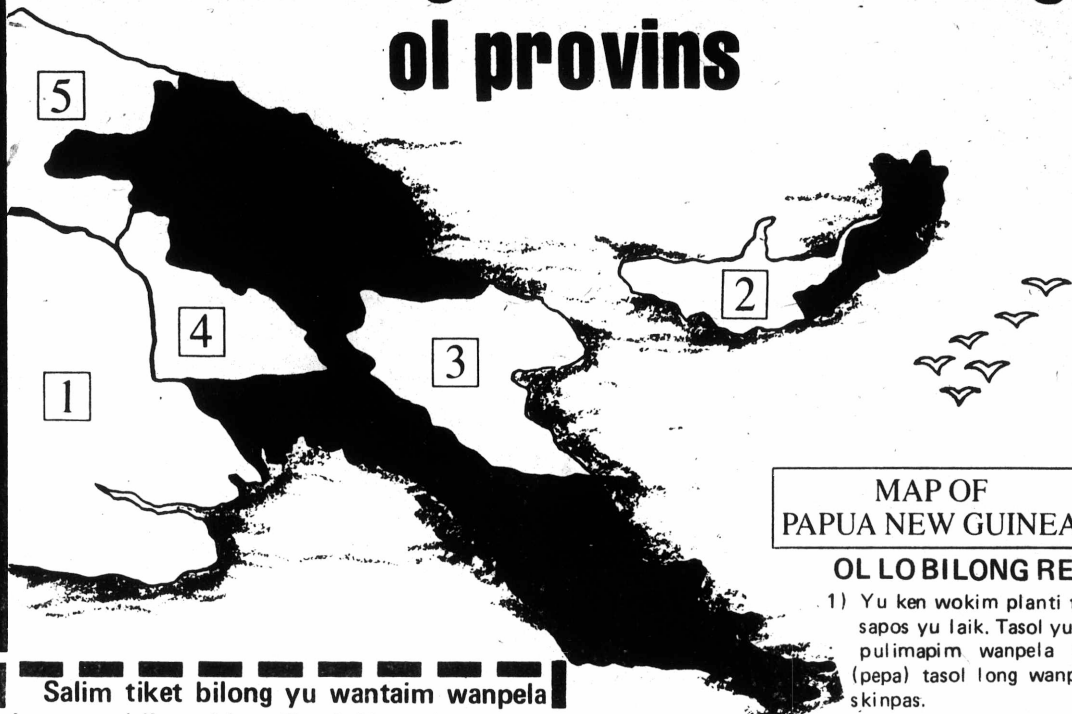 ol provins
5
2
4
3
1
MAP OF
PAPUA NEW GUINEA
OL LO BILONG RE
1) Yu ken wokim planti
sapos yu laik. Tasol yu
pulimapim wanpela
(pepa) tasol long wanp
skinpas.
Salim tiket bilong yu wantaim wanpela